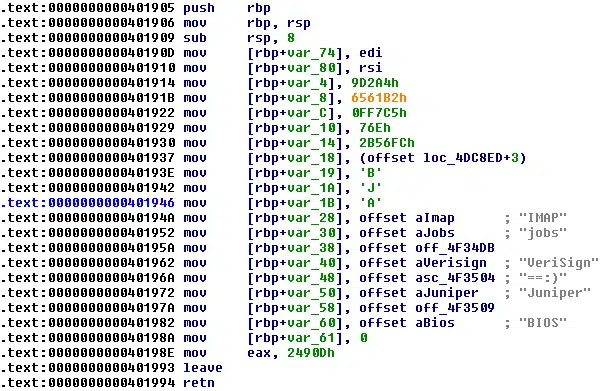 .text:0000000000401905 push rbp
.text:0000000000401906 mov rbp, rsp
.text:0000000000401909 sub rsp, 8
.text:000000000040190D mov [rbp+var_74], edi
.text:0000000000401910 mov [rbp+var_80], rsi
.text:0000000000401914 mov [rbp+var_4], 9D2A4h
.text:000000000040191B mov [rbp+var_8], 6561B2h
.text:0000000000401922 mov [rbp+var_C], 0FF7C5h
.text:0000000000401929 mov [rbp+var_10], 76Eh
.text:0000000000401930 mov [rbp+var_14], 2B56FCh
.text:0000000000401937 mov [rbp+var_18], (offset loc_4DC8ED+3)
.text:000000000040193E mov [rbp+var_19], 'B'
.text:0000000000401942 mov [rbp+var_1A], 'J'
.text:0000000000401946 mov [rbp+var_1B], 'A'
.text:000000000040194A mov [rbp+var_28], offset aImap ; "IMAP"
.text:0000000000401952 mov [rbp+var_30], offset aJobs ; "jobs"
.text:000000000040195A mov [rbp+var_38], offset off_4F34DB
.text:0000000000401962 mov [rbp+var_40], offset aVerisign ; "VeriSign"
.text:000000000040196A mov [rbp+var_48], offset asc_4F3504 ; "==:)"
.text:0000000000401972 mov [rbp+var_50], offset aJuniper ; "Juniper"
.text:000000000040197A mov [rbp+var_58], offset off_4F3509
.text:0000000000401982 mov [rbp+var_60], offset aBios ; "BIOS"
.text:000000000040198A mov [rbp+var_61], 0
.text:000000000040198E mov eax, 2490Dh
.text:0000000000401993 leave
.text:0000000000401994 retn